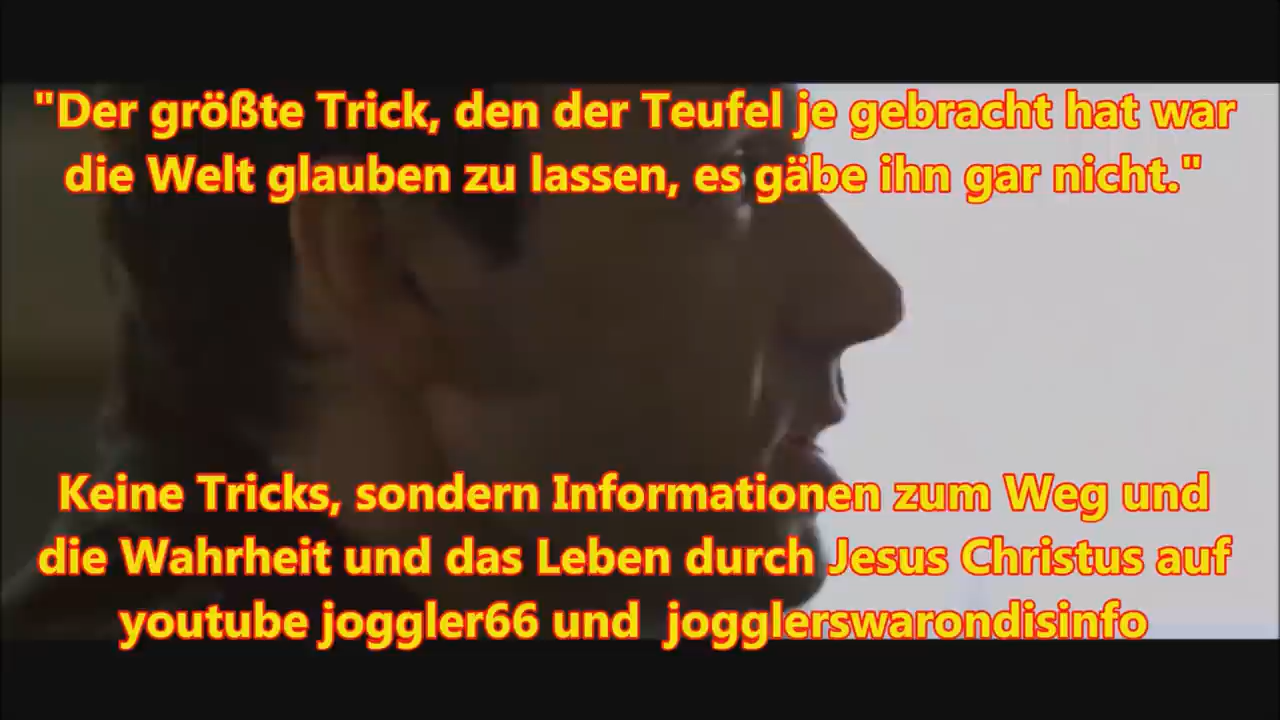 "Der größte Trick, den der Teufel je gebracht hat war
die Welt glauben zu lassen, es gäbe ihn gar nicht."
Keine Tricks, sondern Informationen zum Weg und
die Wahrheit und das Leben durch Jesus Christus auf
youtube joggler66 und jogglerswarondisinfo